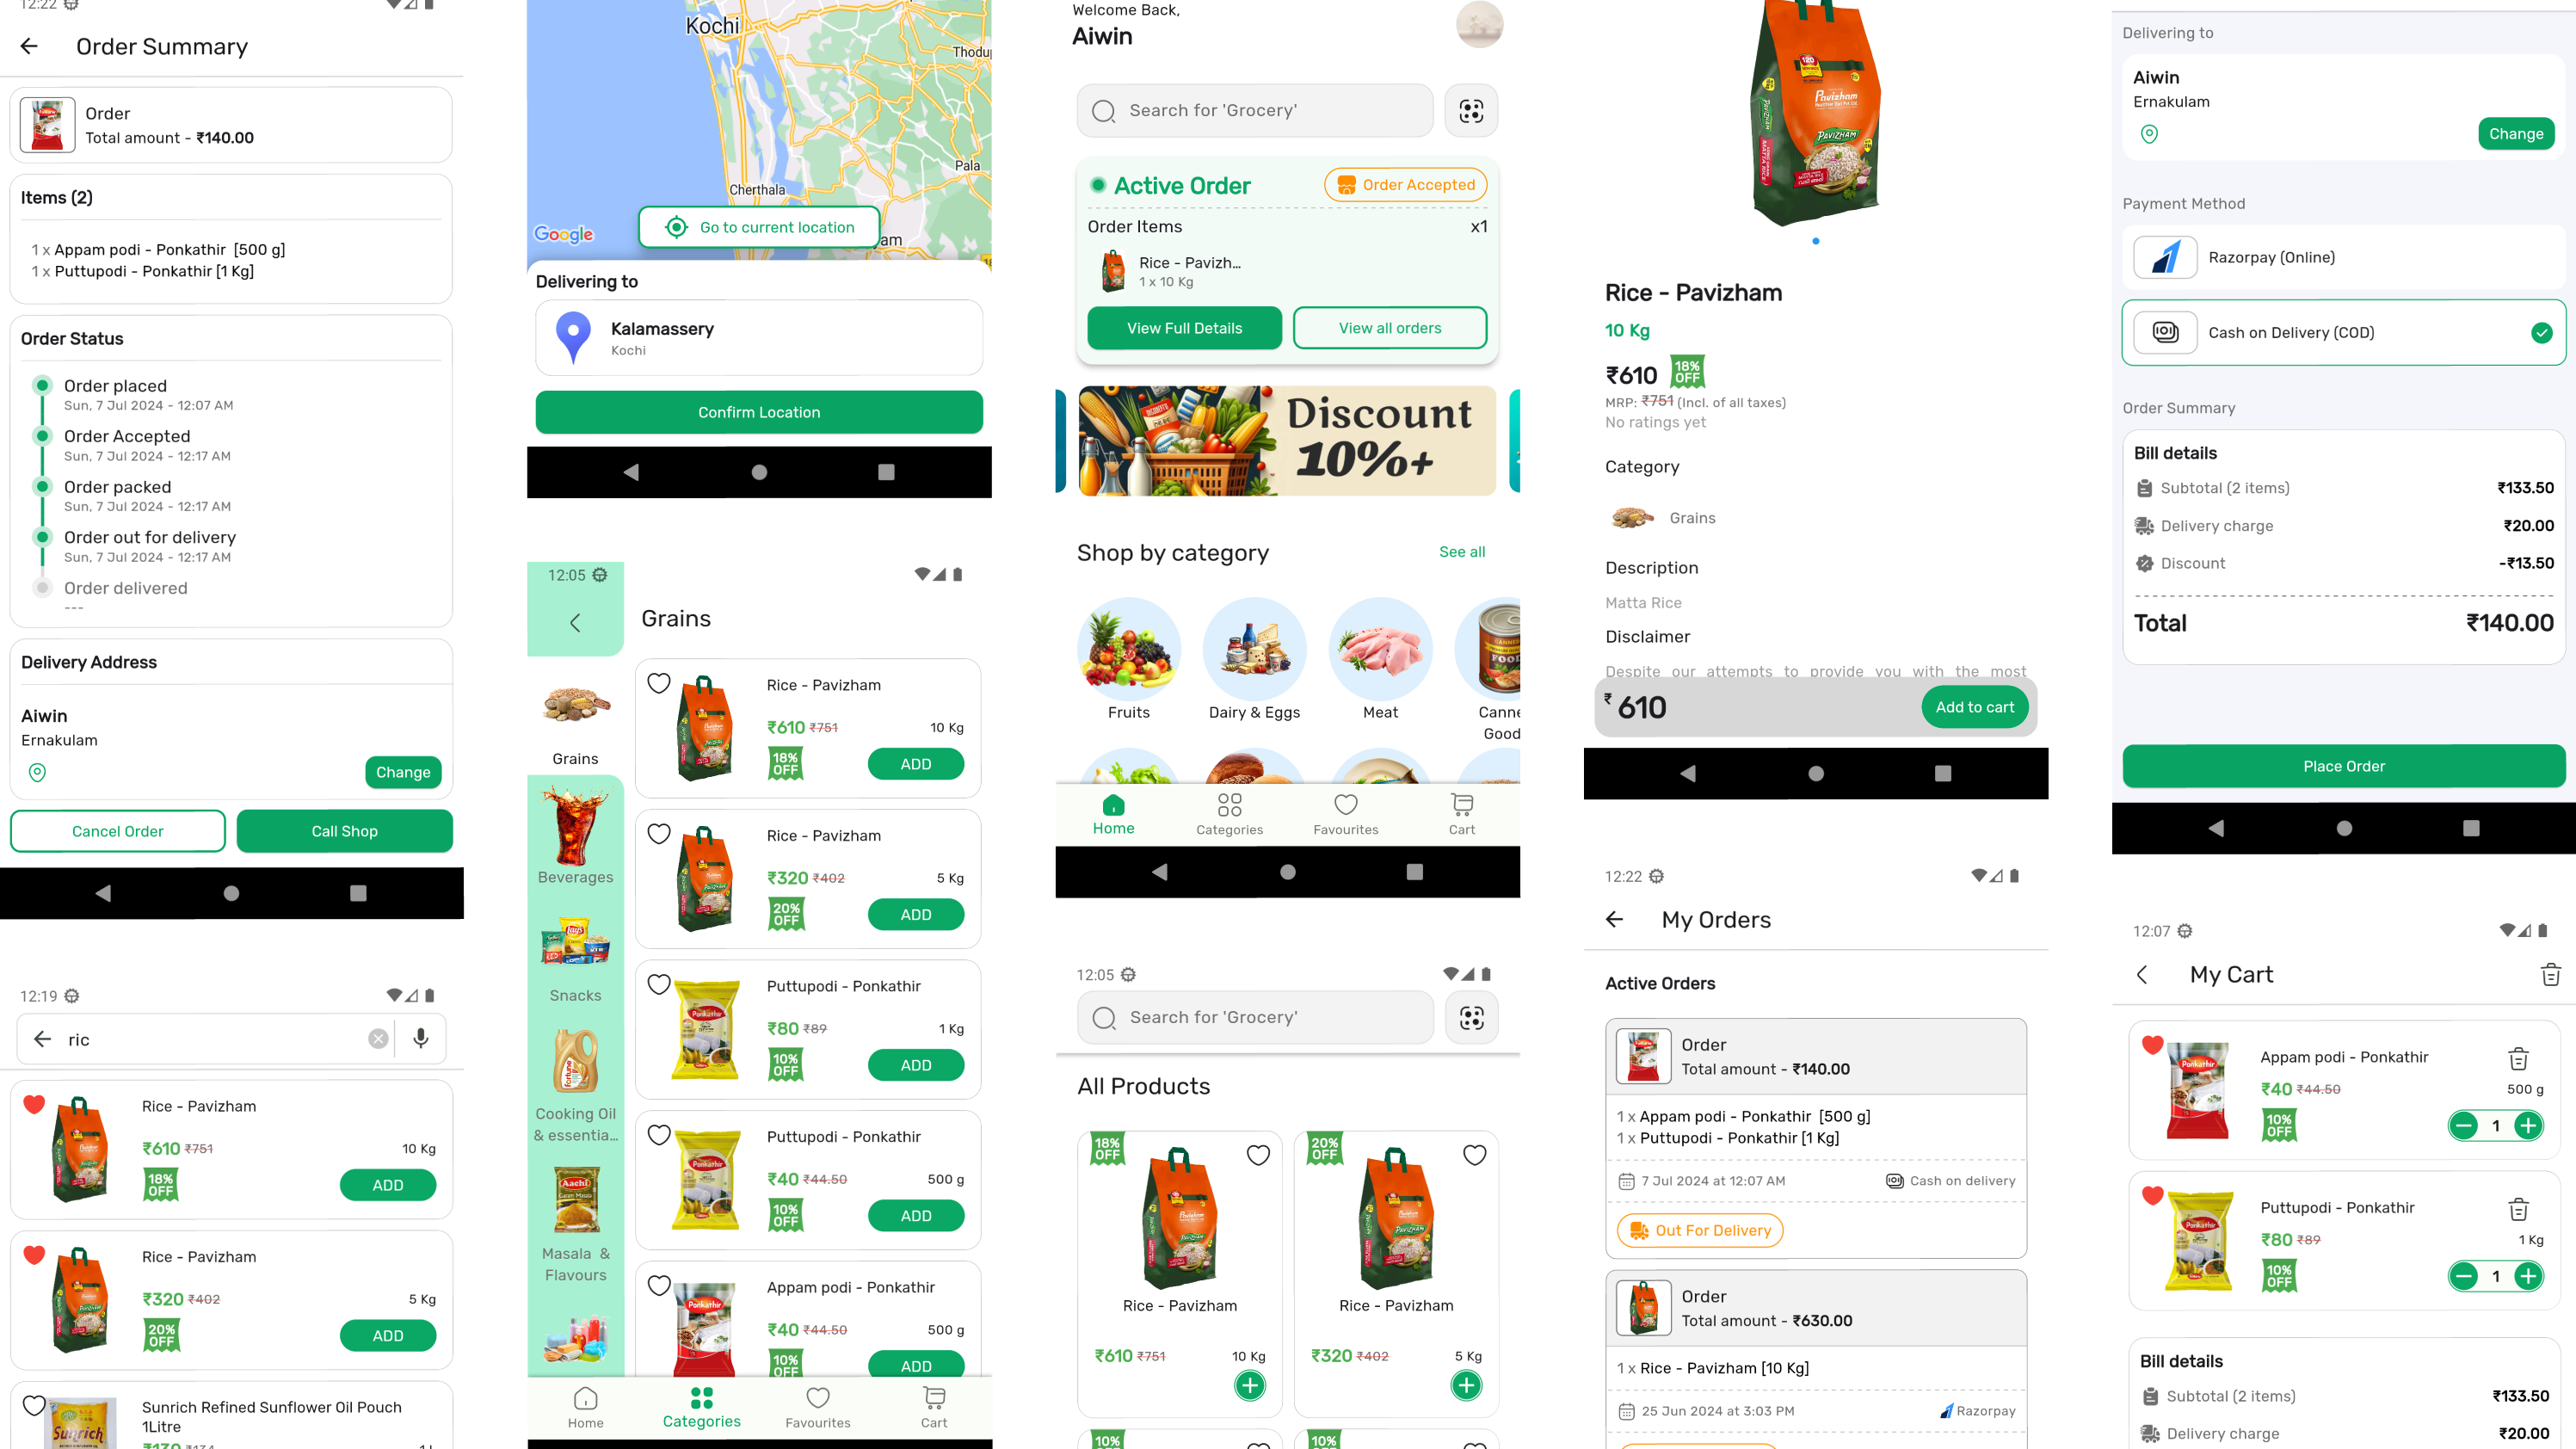 12:22
Order Summary
Order
Total amount - ₹140.00
Items (2)
1 x Appam podi - Ponkathir [500 g]
1 x Puttupodi - Ponkathir [1 Kg]
Order Status
Order placed
Sun, 7 Jul 2024 - 12:07 AM
Order Accepted
Sun, 7 Jul 2024 - 12:17 AM
Order packed
Sun, 7 Jul 2024 - 12:17 AM
Order out for delivery
Sun, 7 Jul 2024 - 12:17 AM
Order delivered
---
Delivery Address
Aiwin
Ernakulam
Change
Cancel Order
Call Shop
12:19
ric
Rice - Pavizham
₹610 ₹751
10 Kg
18% OFF
ADD
Rice - Pavizham
₹320 ₹402
5 Kg
20% OFF
ADD
Sunrich Refined Sunflower Oil Pouch
1Litre
Sunrich
Kochi
Thodu
Pala
Cherthala
Go to current location
am
Google
Delivering to
Kalamassery
Kochi
Confirm Location
12:05
Grains
Grains
Beverages
Snacks
Cooking Oil
& essentia...
Masala &
Flavours
Rice - Pavizham
₹610 ₹751
10 Kg
18% OFF
ADD
Rice - Pavizham
₹320 ₹402
5 Kg
20% OFF
ADD
Puttupodi - Ponkathir
₹80 ₹89
1 Kg
10% OFF
ADD
Puttupodi - Ponkathir
₹40 ₹44.50
500 g
10% OFF
ADD
Appam podi - Ponkathir
₹40 ₹44.50
500 g
10% OFF
ADD
Home
Categories
Favourites
Cart
Welcome Back,
Aiwin
Search for 'Grocery'
Active Order
Order Accepted
Order Items
x1
Rice - Pavizh...
1 x 10 Kg
View Full Details
View all orders
Discount
10%+
Shop by category
See all
Fruits
Dairy & Eggs
Meat
Canne
Good
Home
Categories
Favourites
Cart
12:05
Search for 'Grocery'
All Products
18% OFF
Rice - Pavizham
₹610 ₹751
10 Kg
20% OFF
Rice - Pavizham
₹320 ₹402
5 Kg
10%
10%
Pavizham
PAVIZHAM
Rice - Pavizham
10 Kg
₹610
18% OFF
MRP: ₹751 (Incl. of all taxes)
No ratings yet
Category
Grains
Description
Matta Rice
Disclaimer
Despite our attempts to provide you with the most
₹ 610
Add to cart
12:22
My Orders
Active Orders
Order
Total amount - ₹140.00
1 x Appam podi - Ponkathir [500 g]
1 x Puttupodi - Ponkathir [1 Kg]
7 Jul 2024 at 12:07 AM
Cash on delivery
Out For Delivery
Order
Total amount - ₹630.00
1 x Rice - Pavizham [10 Kg]
25 Jun 2024 at 3:03 PM
Razorpay
Delivering to
Aiwin
Ernakulam
Change
Payment Method
Razorpay (Online)
Cash on Delivery (COD)
Order Summary
Bill details
Subtotal (2 items)
₹133.50
Delivery charge
₹20.00
Discount
-₹13.50
Total
₹140.00
Place Order
12:07
My Cart
Appam podi - Ponkathir
₹40 ₹44.50
500 g
10% OFF
1
Puttupodi - Ponkathir
₹80 ₹89
1 Kg
10% OFF
1
Bill details
Subtotal (2 items)
₹133.50
Delivery charge
₹20.00